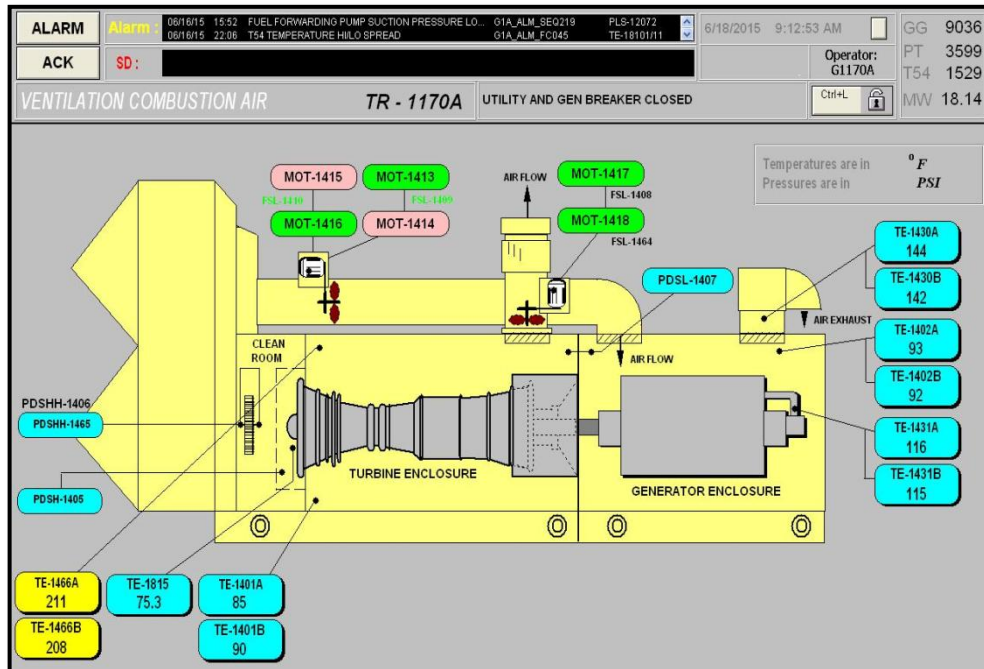 ALARM
Alarm :
06/16/15 15:52 FUEL FORWARDING PUMP SUCTION PRESSURE LO... G1A_ALM_SEQ219 PLS-12072
06/16/15 22:06 T54 TEMPERATURE HI/LO SPREAD G1A_ALM_FC045 TE-18101/11
6/18/2015 9:12:53 AM
GG 9036
ACK
SD :
Operator:
G1170A
PT 3599
T54 1529
VENTILATION COMBUSTION AIR
TR - 1170A
UTILITY AND GEN BREAKER CLOSED
Ctrl+L
MW 18.14
Temperatures are in °F
Pressures are in PSI
MOT-1415
MOT-1413
FSL-1410
FSL-1409
MOT-1416
MOT-1414
AIR FLOW
MOT-1417
FSL-1408
MOT-1418
FSL-1464
PDSL-1407
TE-1430A
144
TE-1430B
142
AIR EXHAUST
TE-1402A
93
TE-1402B
92
CLEAN
ROOM
AIR FLOW
PDSHH-1406
PDSHH-1465
TE-1431A
116
TE-1431B
115
TURBINE ENCLOSURE
GENERATOR ENCLOSURE
PDSH-1405
TE-1466A
211
TE-1466B
208
TE-1815
75.3
TE-1401A
85
TE-1401B
90